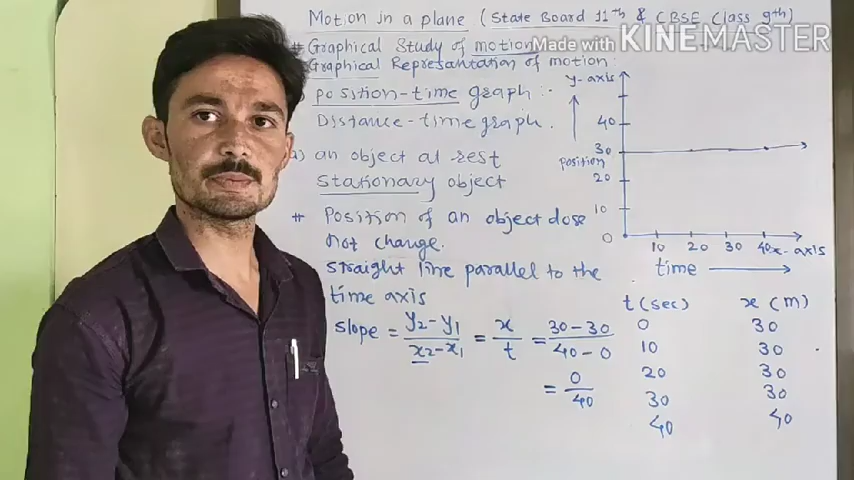 Motion in a plane (State Board 11th & CBSE Class 9th)
# Graphical Study of motion
Made with KINEMASTER
Graphical Represantation of motion:
position-time graph :-
Distance-time graph.
a) an object at rest
Stationary object
# Position of an object dose
not change.
straight line parallel to the
time axis
slope = y2-y1 / x2-x1 = x / t = 30-30 / 40-0
= 0 / 40
y-axis
40
30
position
20
10
0
10 20 30 40 x-axis
time
t (sec) x (m)
0 30
10 30
20 30
30 30
40 40